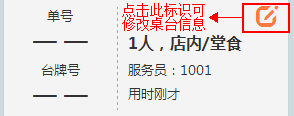 单号
点击此标识可
修改桌台信息
— —
1人，店内/堂食
台牌号
服务员：1001
— —
用时刚才